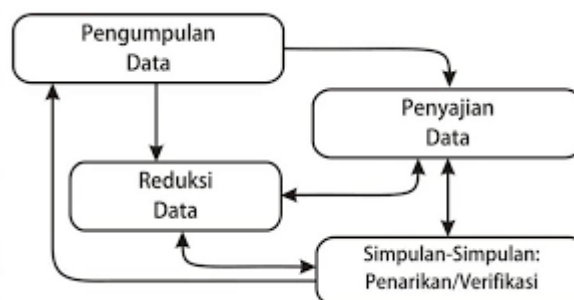 Pengumpulan
Data
Penyajian
Data
Reduksi
Data
Simpulan-Simpulan:
Penarikan/Verifikasi